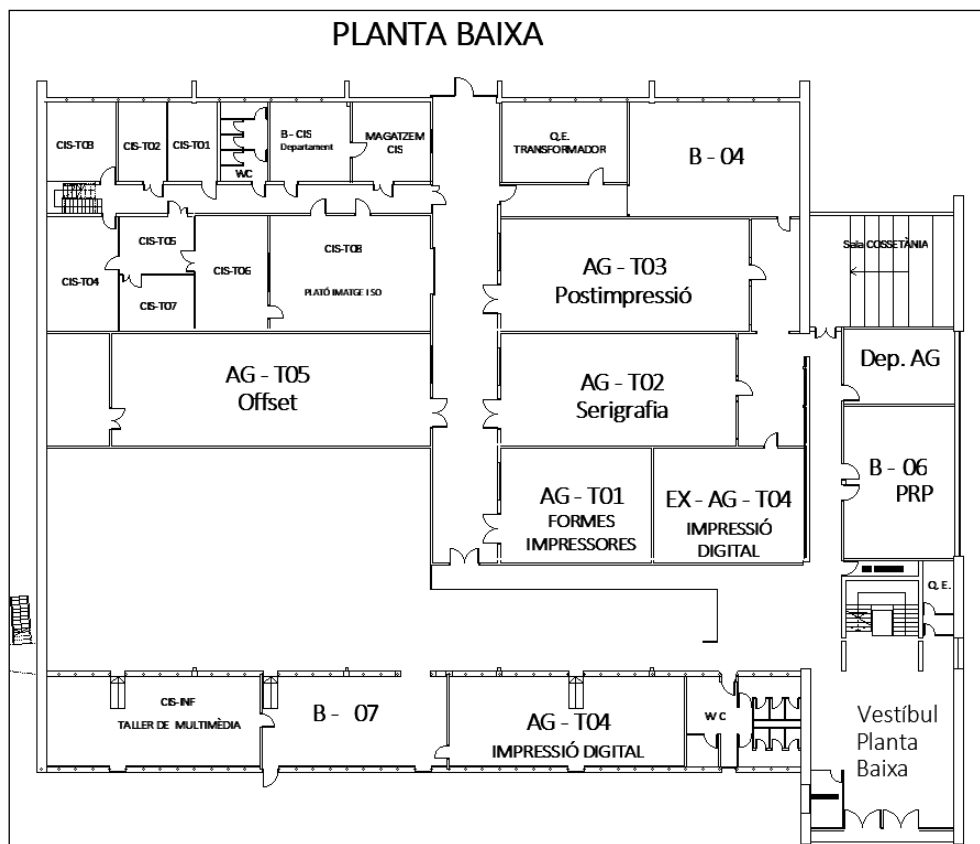 PLANTA BAIXA
CIS-T03
CIS-T02
CIS-T01
WC
B - CIS
Departament
MAGATZEM
CIS
Q.E.
TRANSFORMADOR
B - 04
CIS-T04
CIS-T05
CIS-T07
CIS-T06
CIS-T08
PLATÓ IMATGE I SO
AG - T03
Postimpressió
Sala COSSETÀNIA
AG - T05
Offset
AG - T02
Serigrafia
Dep. AG
AG - T01
FORMES
IMPRESSORES
EX - AG - T04
IMPRESSIÓ
DIGITAL
B - 06
PRP
Q.E.
CIS-INF
TALLER DE MULTIMÈDIA
B - 07
AG - T04
IMPRESSIÓ DIGITAL
WC
Vestíbul
Planta
Baixa